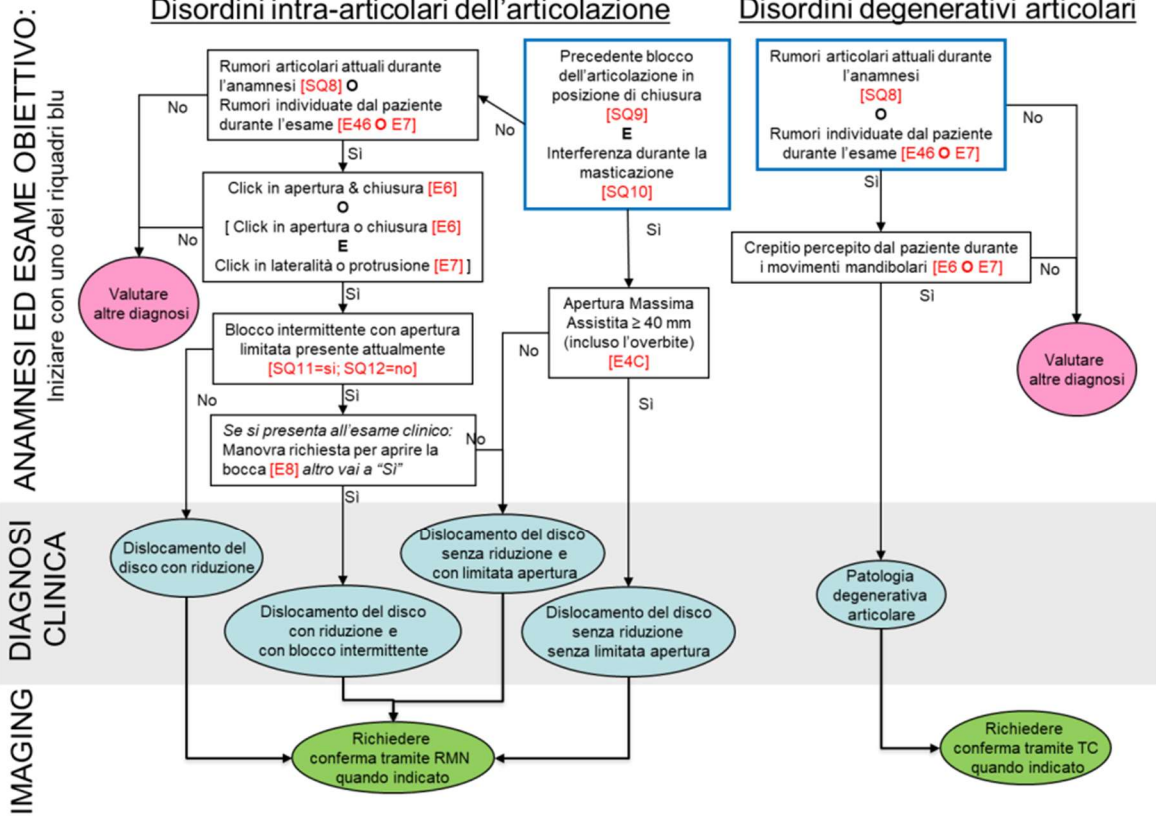 Disordini intra-articolari dell'articolazione
Disordini degenerativi articolari
ANAMNESI ED ESAME OBIETTIVO:
Iniziare con uno dei riquadri blu
Rumori articolari attuali durante
l'anamnesi [SQ8] O
Rumori individuate dal paziente
durante l'esame [E46 O E7]
No
Sì
Click in apertura & chiusura [E6]
O
[ Click in apertura o chiusura [E6]
E
Click in lateralità o protrusione [E7] ]
No
Sì
Valutare
altre diagnosi
Blocco intermittente con apertura
limitata presente attualmente
[SQ11=si; SQ12=no]
No
Sì
Se si presenta all'esame clinico:
Manovra richiesta per aprire la
bocca [E8] altro vai a “Sì”
No
Sì
Precedente blocco
dell'articolazione in
posizione di chiusura
[SQ9]
E
Interferenza durante la
masticazione
[SQ10]
No
Sì
Apertura Massima
Assistita ≥ 40 mm
(incluso l'overbite)
[E4C]
No
Sì
Rumori articolari attuali durante
l'anamnesi
[SQ8]
O
Rumori individuate dal paziente
durante l'esame [E46 O E7]
No
Sì
Crepitio percepito dal paziente durante
i movimenti mandibolari [E6 O E7]
No
Sì
Valutare
altre diagnosi
DIAGNOSI
CLINICA
Dislocamento del
disco con riduzione
Dislocamento del disco
con riduzione e
con blocco intermittente
Dislocamento del disco
senza riduzione e
con limitata apertura
Dislocamento del disco
senza riduzione
senza limitata apertura
Patologia
degenerativa
articolare
IMAGING
Richiedere
conferma tramite RMN
quando indicato
Richiedere
conferma tramite TC
quando indicato